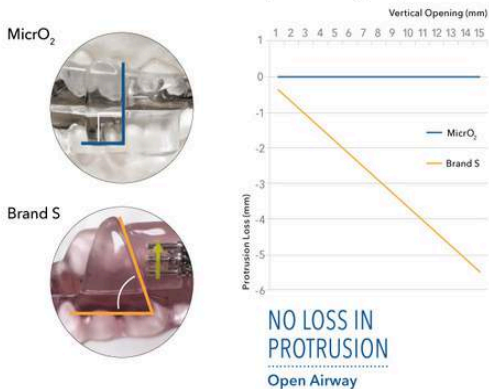 MicrO₂
Brand S
Vertical Opening (mm)
1 2 3 4 5 6 7 8 9 10 11 12 13 14 15
1
0
-1
-2
-3
-4
-5
-6
Protrusion Loss (mm)
MicrO₂
Brand S
NO LOSS IN
PROTRUSION
Open Airway